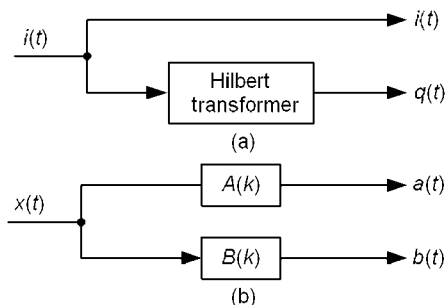 i(t)
i(t)
Hilbert
transformer
q(t)
(a)
x(t)
A(k)
a(t)
B(k)
b(t)
(b)